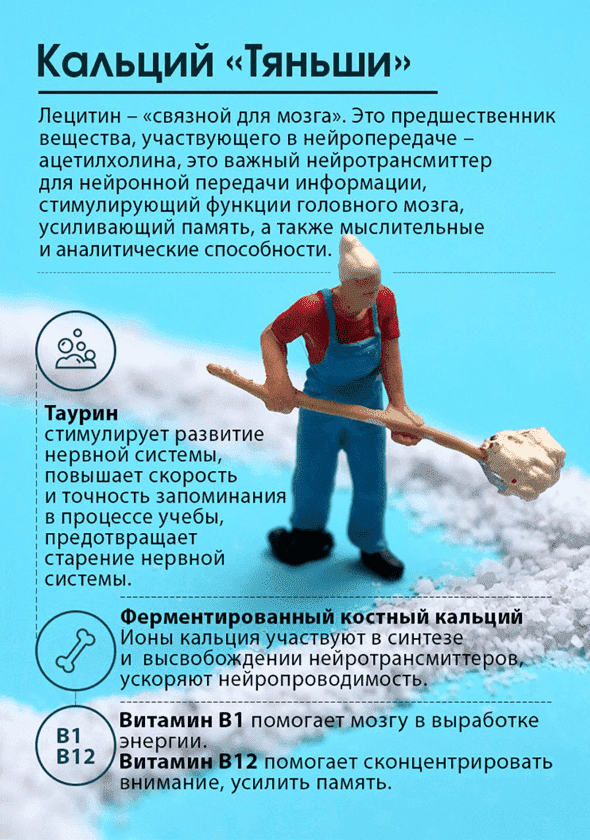 Кальций «Тяньши»
Лецитин – «связной для мозга». Это предшественник
вещества, участвующего в нейропередаче –
ацетилхолина, это важный нейротрансмиттер
для нейронной передачи информации,
стимулирующий функции головного мозга,
усиливающий память, а также мыслительные
и аналитические способности.
Таурин
стимулирует развитие
нервной системы,
повышает скорость
и точность запоминания
в процессе учебы,
предотвращает
старение нервной
системы.
Ферментированный костный кальций
Ионы кальция участвуют в синтезе
и высвобождении нейротрансмиттеров,
ускоряют нейропроводимость.
B1
B12
Витамин В1 помогает мозгу в выработке
энергии.
Витамин В12 помогает сконцентрировать
внимание, усилить память.